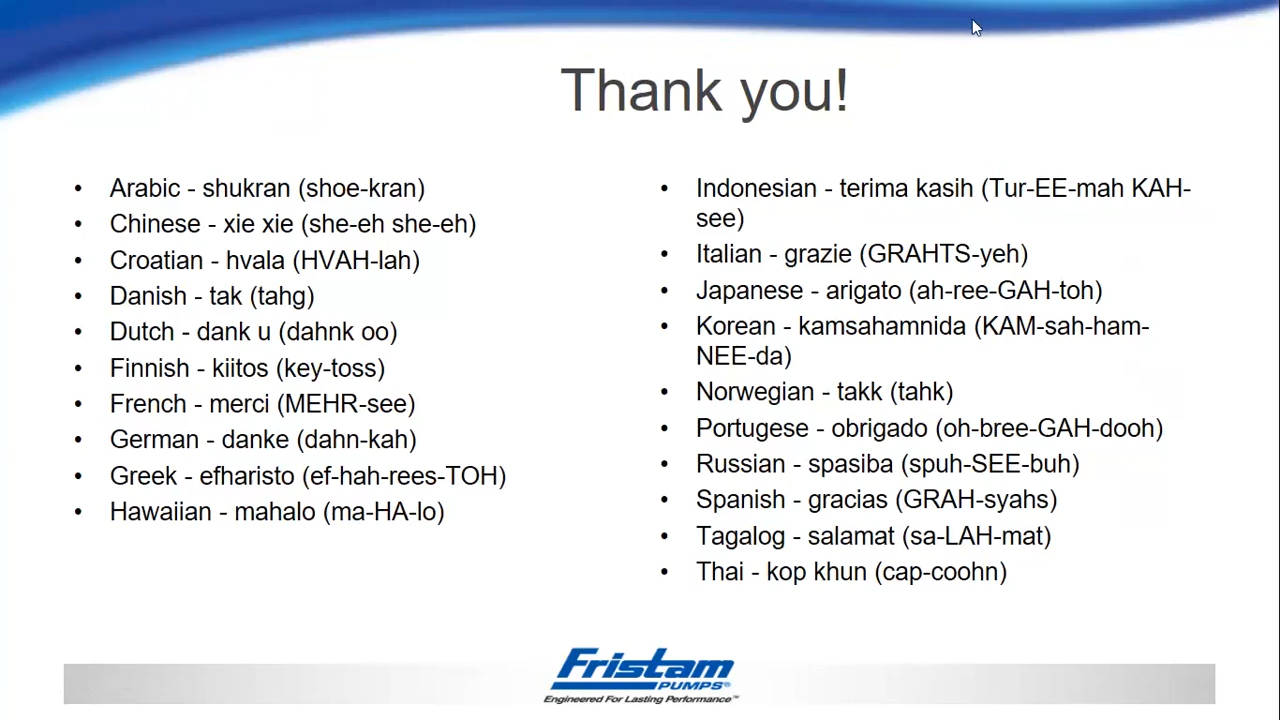 Thank you!
• Arabic - shukran (shoe-kran)
• Chinese - xie xie (she-eh she-eh)
• Croatian - hvala (HVAH-lah)
• Danish - tak (tahg)
• Dutch - dank u (dahnk oo)
• Finnish - kiitos (key-toss)
• French - merci (MEHR-see)
• German - danke (dahn-kah)
• Greek - efharisto (ef-hah-rees-TOH)
• Hawaiian - mahalo (ma-HA-lo)
• Indonesian - terima kasih (Tur-EE-mah KAH-
see)
• Italian - grazie (GRAHTS-yeh)
• Japanese - arigato (ah-ree-GAH-toh)
• Korean - kamsahamnida (KAM-sah-ham-
NEE-da)
• Norwegian - takk (tahk)
• Portugese - obrigado (oh-bree-GAH-dooh)
• Russian - spasiba (spuh-SEE-buh)
• Spanish - gracias (GRAH-syahs)
• Tagalog - salamat (sa-LAH-mat)
• Thai - kop khun (cap-coohn)
Fristam
PUMPS®
Engineered For Lasting Performance™